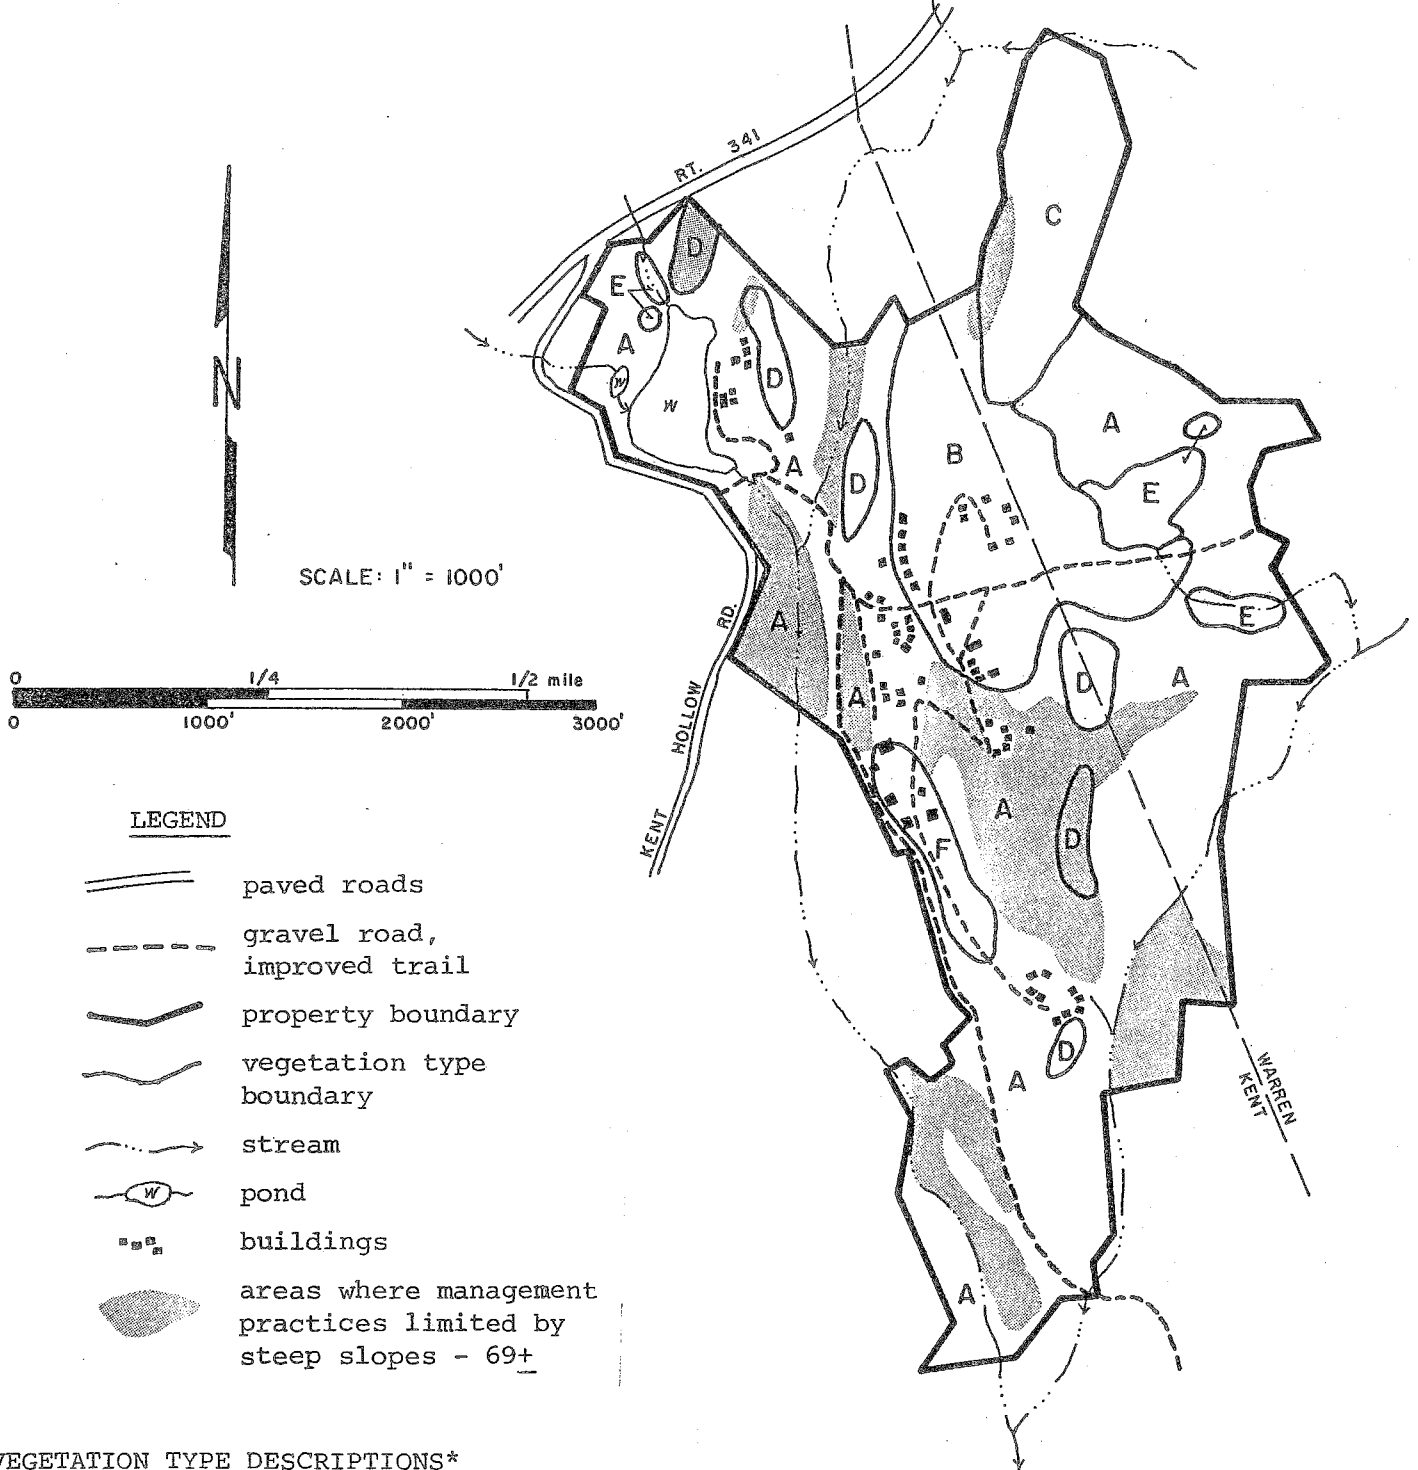 RT. 341
C
D
E
A
W
W
D
A
D
B
A
E
N
SCALE: 1" = 1000'
A
E
RD.
0 1/4 1/2 mile
0 1000' 2000' 3000'
HOLLOW
KENT
A
D
A
A
D
F
LEGEND
paved roads
gravel road,
improved trail
property boundary
vegetation type
boundary
stream
W pond
buildings
areas where management
practices limited by
steep slopes - 69±
D
A
WARREN
KENT
A
VEGETATION TYPE DESCRIPTIONS*